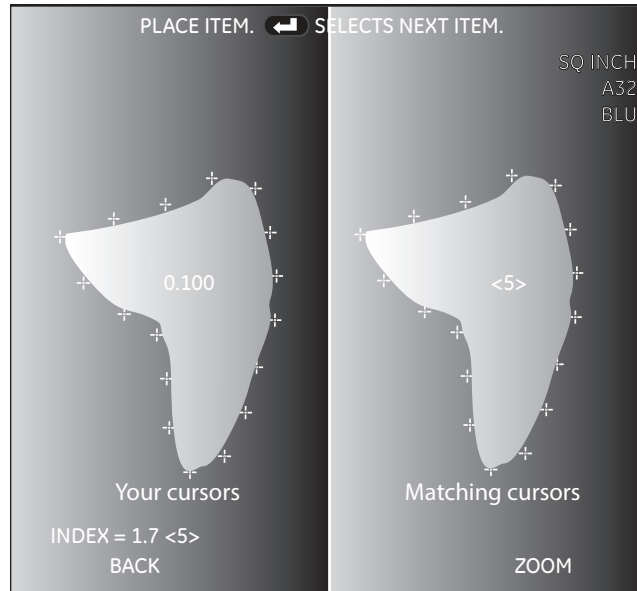 PLACE ITEM. SELECTS NEXT ITEM.
SQ INCH
A32
BLU
0.100
<5>
Your cursors
Matching cursors
INDEX = 1.7 <5>
BACK
ZOOM